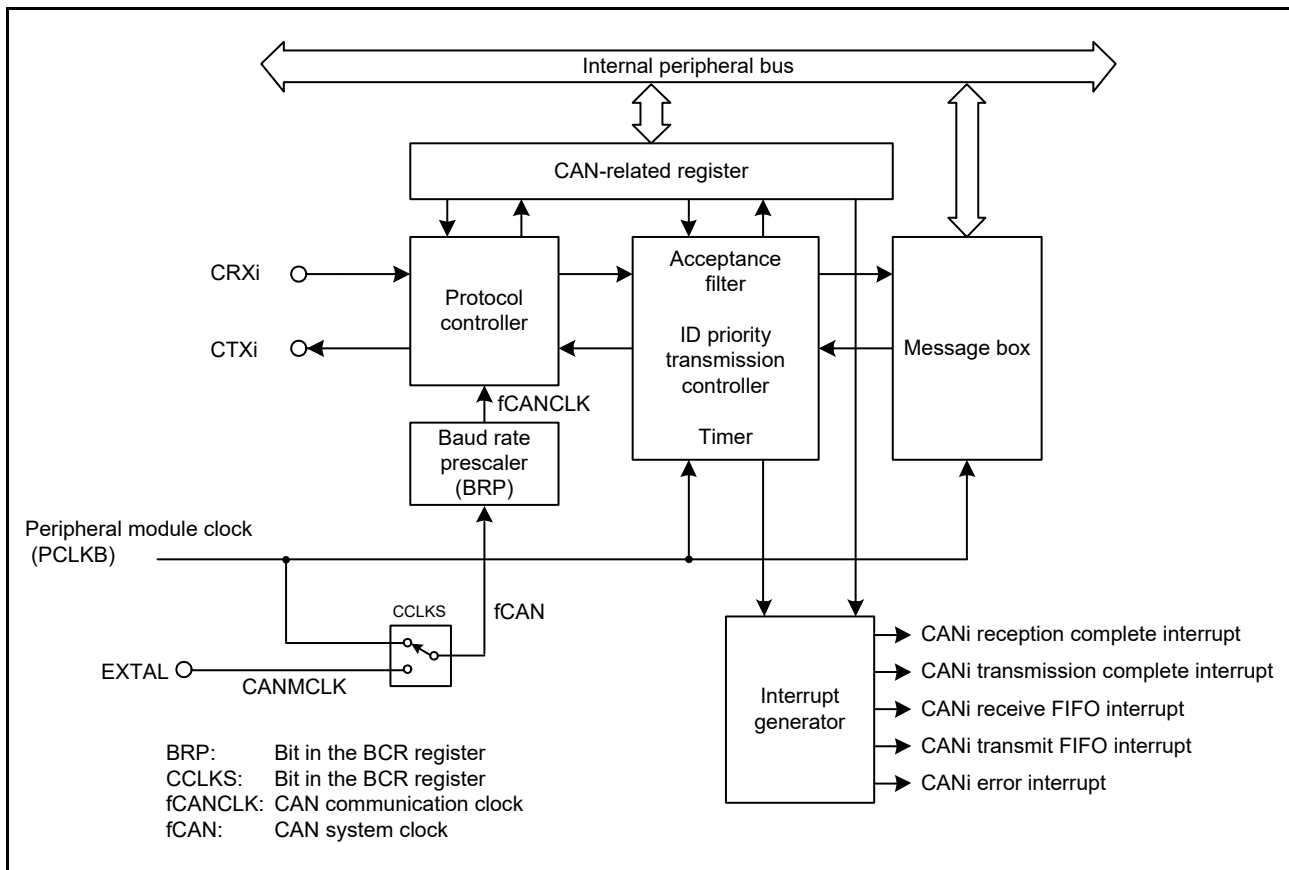 Internal peripheral bus
CAN-related register
CRXi
CTXi
Protocol
controller
Acceptance
filter
ID priority
transmission
controller
Timer
Message box
fCANCLK
Baud rate
prescaler
(BRP)
Peripheral module clock
(PCLKB)
CCLKS
fCAN
EXTAL
CANMCLK
Interrupt
generator
CANi reception complete interrupt
CANi transmission complete interrupt
CANi receive FIFO interrupt
CANi transmit FIFO interrupt
CANi error interrupt
BRP: Bit in the BCR register
CCLKS: Bit in the BCR register
fCANCLK: CAN communication clock
fCAN: CAN system clock